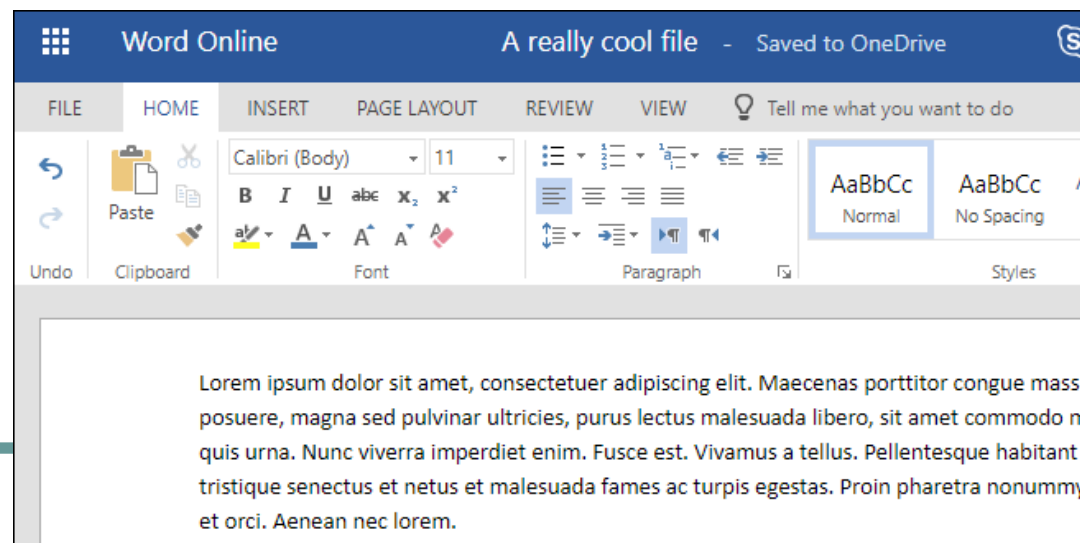 Word Online A really cool file - Saved to OneDrive
FILE HOME INSERT PAGE LAYOUT REVIEW VIEW Tell me what you want to do
Calibri (Body) 11
B I U abc x₂ x²
Paste
A A A
AaBbCc AaBbCc
Normal No Spacing
Undo Clipboard Font Paragraph Styles
Lorem ipsum dolor sit amet, consectetuer adipiscing elit. Maecenas porttitor congue mass
posuere, magna sed pulvinar ultricies, purus lectus malesuada libero, sit amet commodo
quis urna. Nunc viverra imperdiet enim. Fusce est. Vivamus a tellus. Pellentesque habitant
tristique senectus et netus et malesuada fames ac turpis egestas. Proin pharetra nonummy
et orci. Aenean nec lorem.